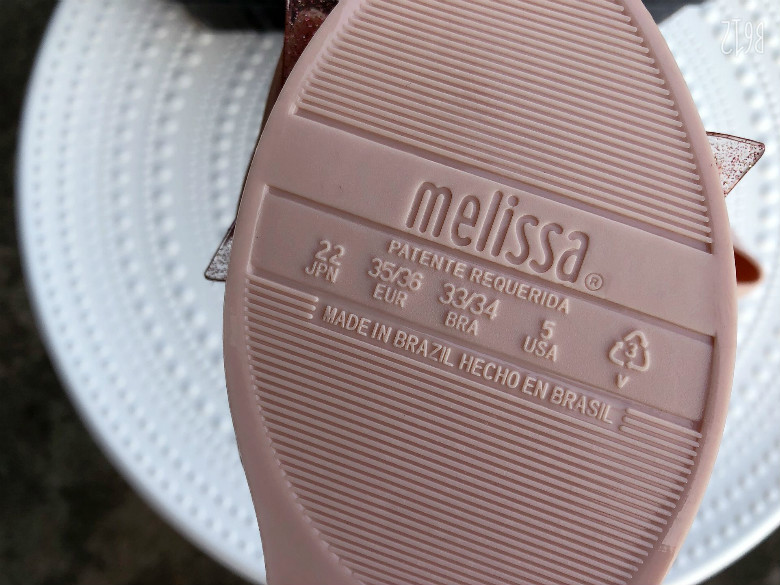 B612
melissa®
PATENTE REQUERIDA
22 35/36 33/34 5
JPN EUR BRA USA
3
V
MADE IN BRAZIL HECHO EN BRASIL